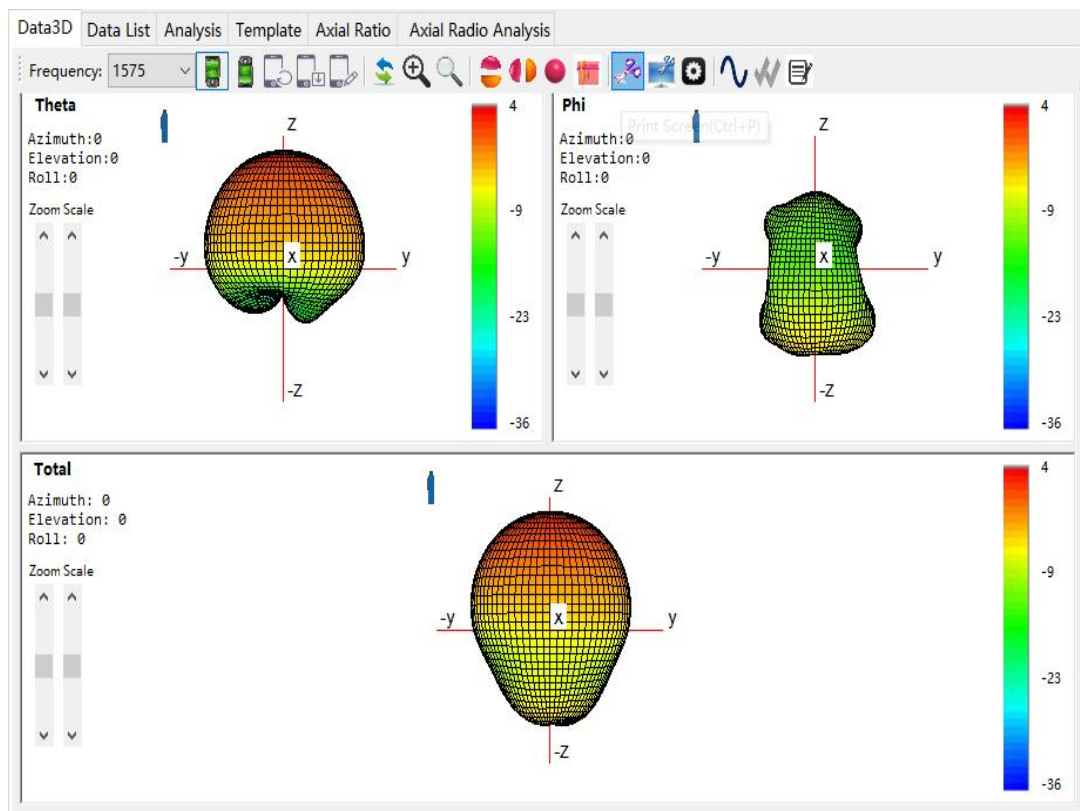 Data3D Data List Analysis Template Axial Ratio Axial Radio Analysis
Frequency: 1575
Theta
Azimuth:0
Elevation:0
Roll:0
Zoom Scale
Z
-y
X
y
-Z
4
-9
-23
-36
Phi
Print Screen(Ctrl+P)
Azimuth:0
Elevation:0
Roll:0
Zoom Scale
Z
-y
X
y
-Z
4
-9
-23
-36
Total
Azimuth: 0
Elevation: 0
Roll: 0
Zoom Scale
Z
-y
X
y
-Z
4
-9
-23
-36